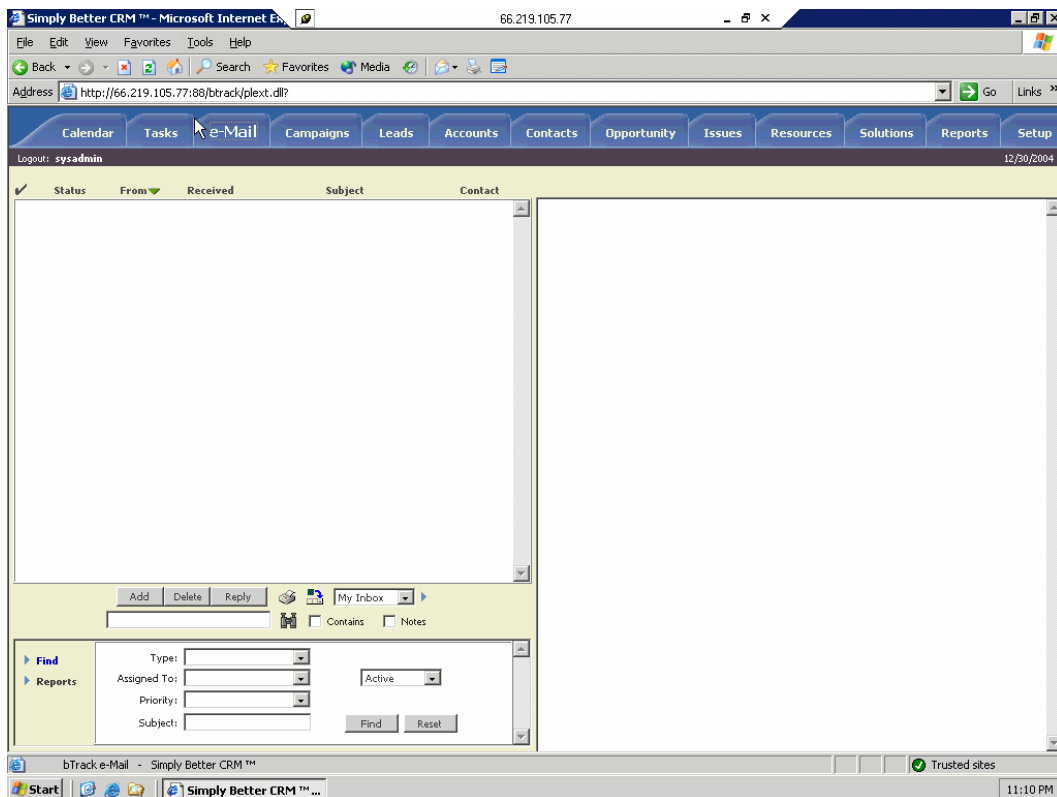 Simply Better CRM ™ - Microsoft Internet Ex
66.219.105.77
File Edit View Favorites Tools Help
Back Search Favorites Media
Address http://66.219.105.77:88/btrack/plext.dll? Go Links »
Calendar Tasks e-Mail Campaigns Leads Accounts Contacts Opportunity Issues Resources Solutions Reports Setup
Logout: sysadmin 12/30/2004
Status From Received Subject Contact
Add Delete Reply My Inbox
Contains Notes
Find Type:
Reports Assigned To: Active
Priority:
Subject: Find Reset
bTrack e-Mail - Simply Better CRM ™ Trusted sites
Start Simply Better CRM ™... 11:10 PM